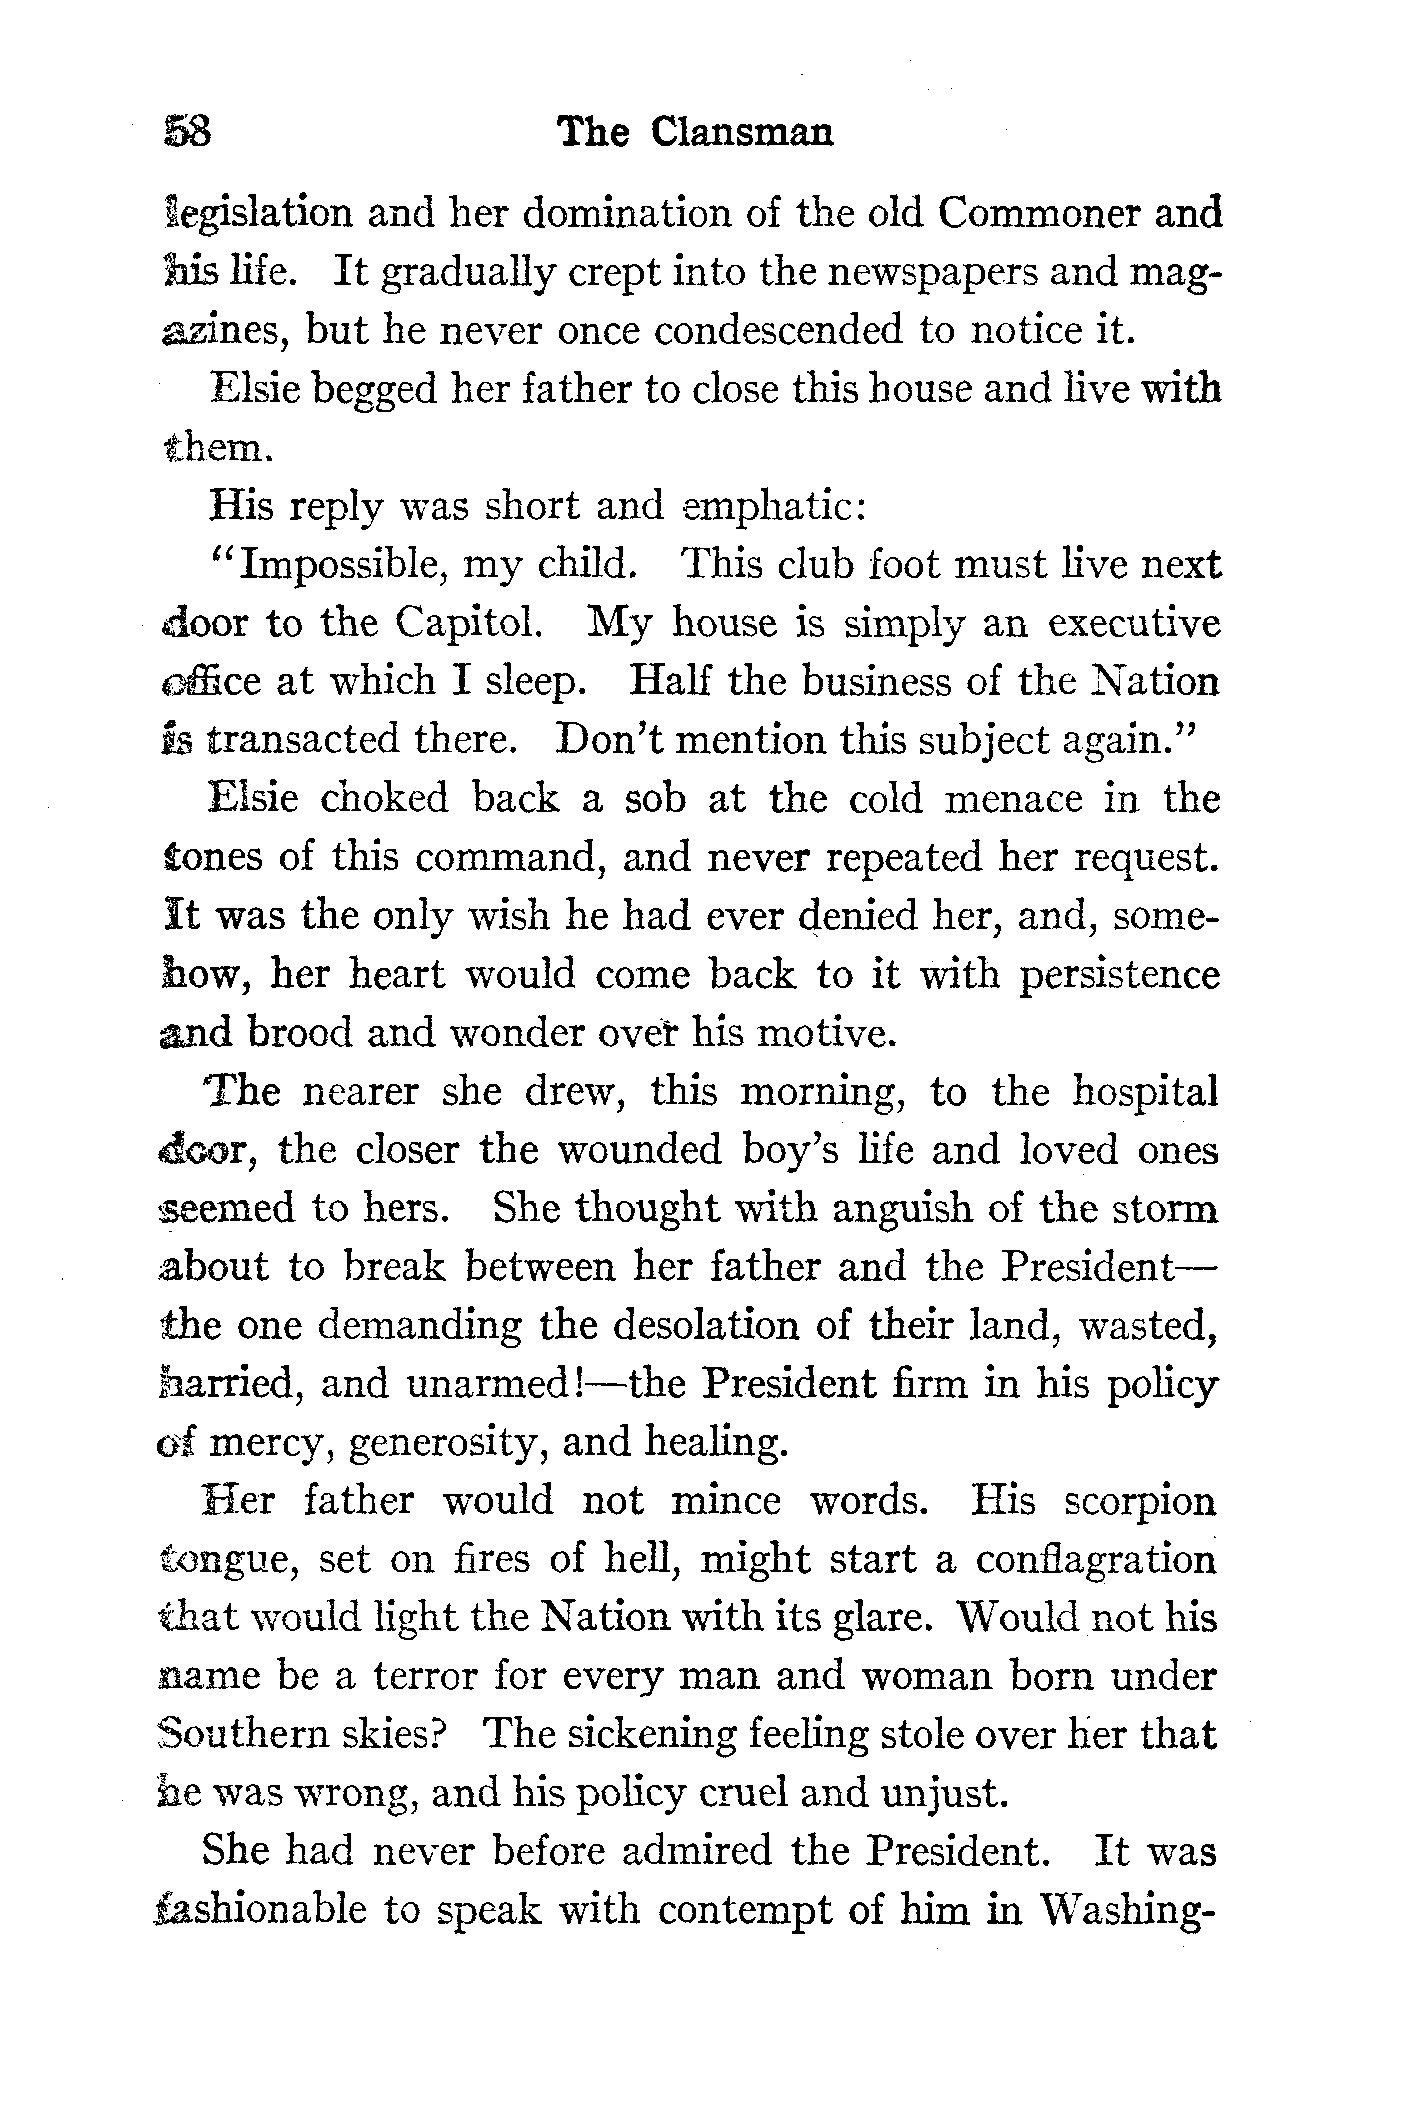 58 The Clansman
legislation and her domination of the old Commoner and
his life. It gradually crept into the newspapers and mag-
azines, but he never once condescended to notice it.
Elsie begged her father to close this house and live with
them.
His reply was short and emphatic:
"Impossible, my child. This club foot must live next
door to the Capitol. My house is simply an executive
office at which I sleep. Half the business of the Nation
is transacted there. Don't mention this subject again."
Elsie choked back a sob at the cold menace in the
tones of this command, and never repeated her request.
It was the only wish he had ever denied her, and, some-
how, her heart would come back to it with persistence
and brood and wonder over his motive.
The nearer she drew, this morning, to the hospital
door, the closer the wounded boy's life and loved ones
seemed to hers. She thought with anguish of the storm
about to break between her father and the President—
the one demanding the desolation of their land, wasted,
harried, and unarmed!—the President firm in his policy
of mercy, generosity, and healing.
Her father would not mince words. His scorpion
tongue, set on fires of hell, might start a conflagration
that would light the Nation with its glare. Would not his
name be a terror for every man and woman born under
Southern skies? The sickening feeling stole over her that
he was wrong, and his policy cruel and unjust.
She had never before admired the President. It was
fashionable to speak with contempt of him in Washing-